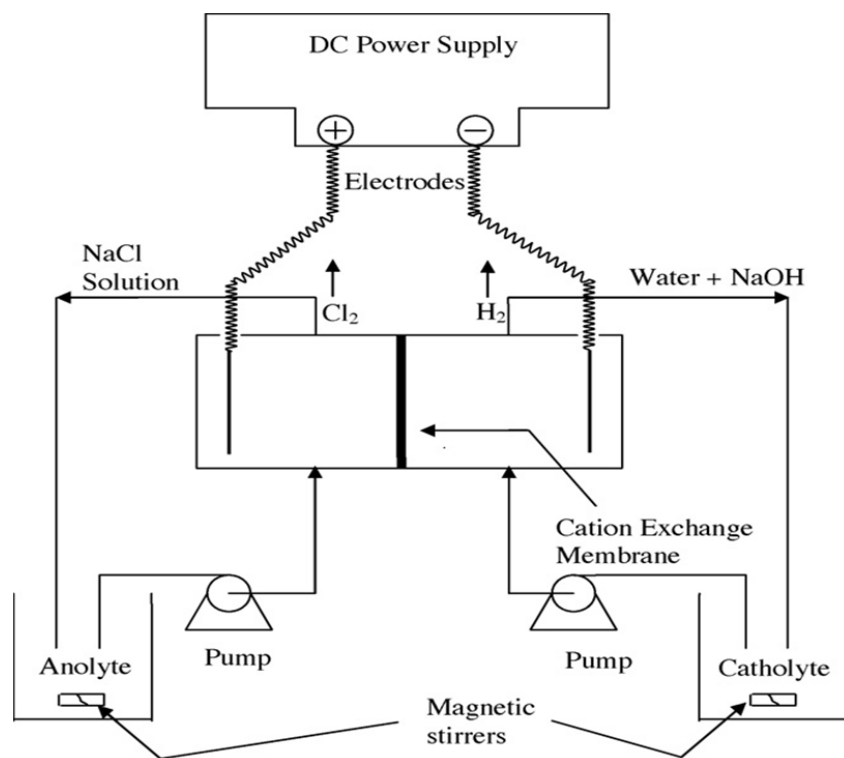 DC Power Supply
+
−
Electrodes
NaCl
Solution
Water + NaOH
Cl₂
H₂
Cation Exchange
Membrane
Pump
Pump
Anolyte
Catholyte
Magnetic
stirrers